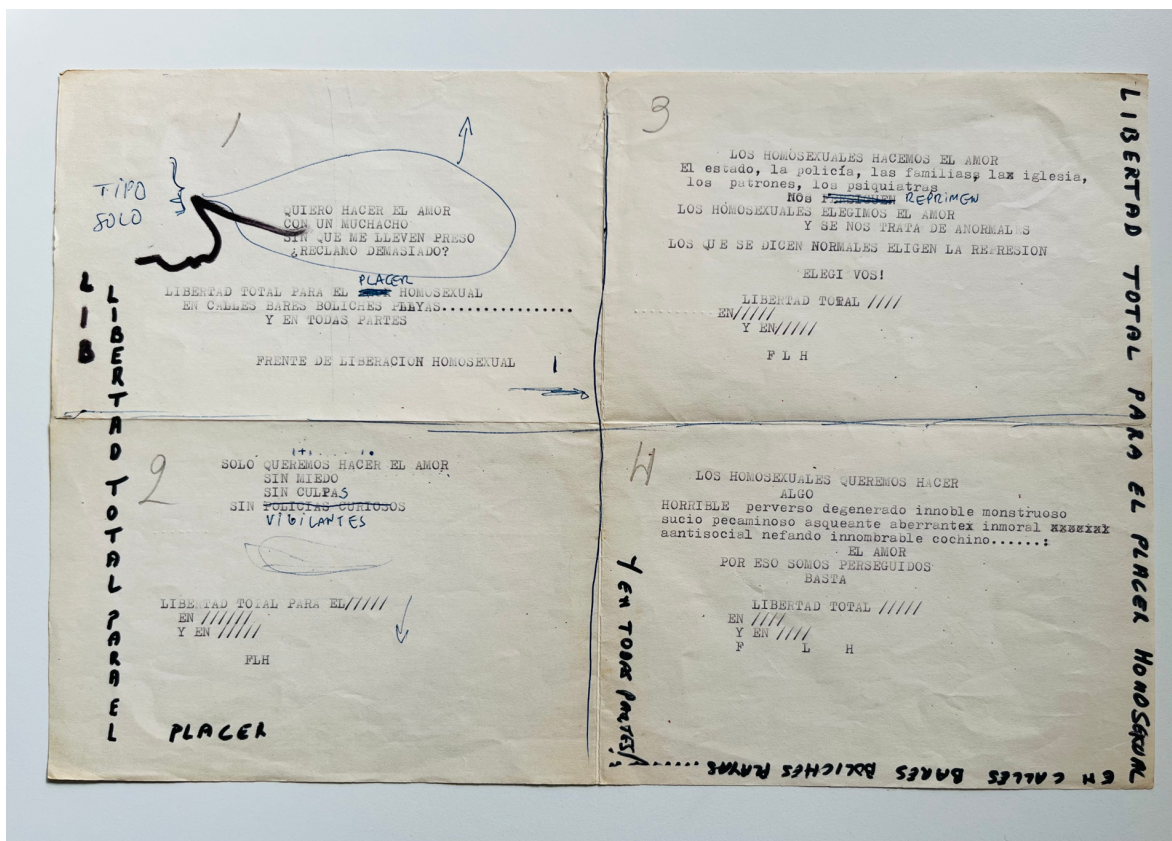 1
TIPO
SOLO
QUIERO HACER EL AMOR
CON UN MUCHACHO
SIN QUE ME LLEVEN PRESO
¿RECLAMO DEMASIADO?
PLACER
LIBERTAD TOTAL PARA EL HOMOSEXUAL
EN CALLES BARES BOLICHES PLLYAS................
Y EN TODAS PARTES
FRENTE DE LIBERACION HOMOSEXUAL
1
LIB
LIBERTAD TOTAL PARA EL
PLACER
2
SOLO QUEREMOS HACER EL AMOR
SIN MIEDO
SIN CULPAS
SIN POLICIAS CURIOSOS
VIGILANTES
LIBERTAD TOTAL PARA EL/////
EN //////
Y EN /////
FLH
3
LOS HOMOSEXUALES HACEMOS EL AMOR
El estado, la policía, las familias, lax iglesia,
los patrones, los psiquiatras
Nos PERSIGUEN REPRIMEN
LOS HOMOSEXUALES ELEGIMOS EL AMOR
Y SE NOS TRATA DE ANORMALES
LOS QUE SE DICEN NORMALES ELIGEN LA REPRESION
ELEGI VOS!
LIBERTAD TOTAL ////
EN/////
Y EN/////
F L H
4
LOS HOMOSEXUALES QUEREMOS HACER
ALGO
HORRIBLE perverso degenerado innoble monstruoso
sucio pecaminoso asqueante aberrantex inmoral
aantisocial nefando innombrable cochino......:
EL AMOR
POR ESO SOMOS PERSEGUIDOS
BASTA
LIBERTAD TOTAL /////
EN ////
Y EN ////
F L H
LIBERTAD TOTAL PARA EL PLACER HOMOSEXUAL
EN CALLES BARES BOLICHES PLAYAS.......
Y EN TODAS PARTES!